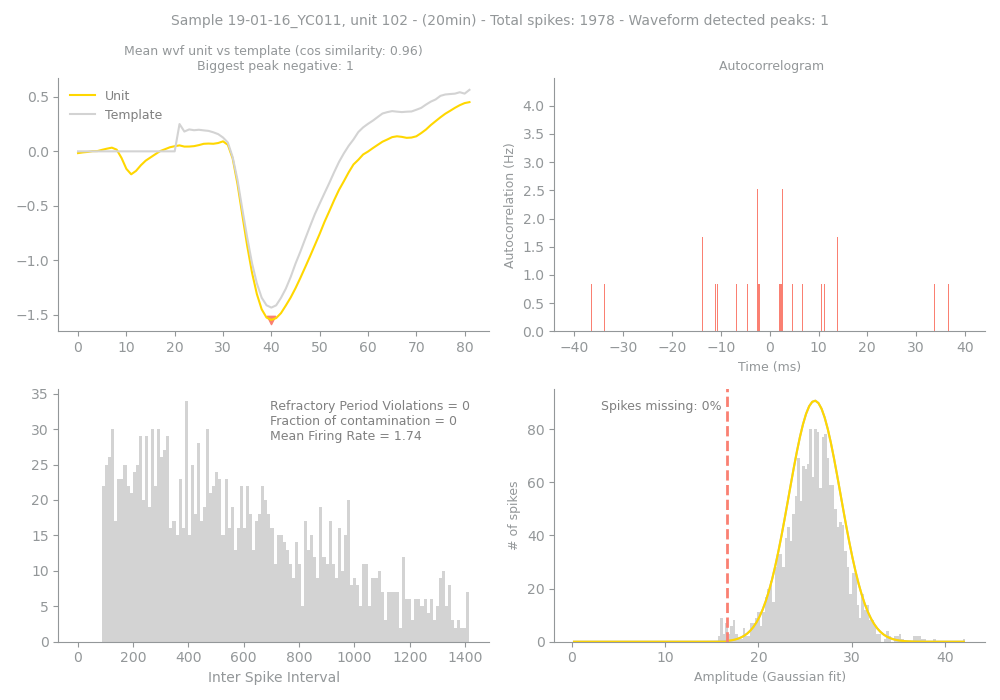 Sample 19-01-16_YC011, unit 102 - (20min) - Total spikes: 1978 - Waveform detected peaks: 1
Mean wvf unit vs template (cos similarity: 0.96)
Biggest peak negative: 1
Unit
Template
0.5
0.0
−0.5
−1.0
−1.5
0 10 20 30 40 50 60 70 80
Autocorrelogram
Autocorrelation (Hz)
4.0
3.5
3.0
2.5
2.0
1.5
1.0
0.5
0.0
−40 −30 −20 −10 0 10 20 30 40
Time (ms)
Refractory Period Violations = 0
Fraction of contamination = 0
Mean Firing Rate = 1.74
35
30
25
20
15
10
5
0
0 200 400 600 800 1000 1200 1400
Inter Spike Interval
Spikes missing: 0%
# of spikes
80
60
40
20
0
0 10 20 30 40
Amplitude (Gaussian fit)